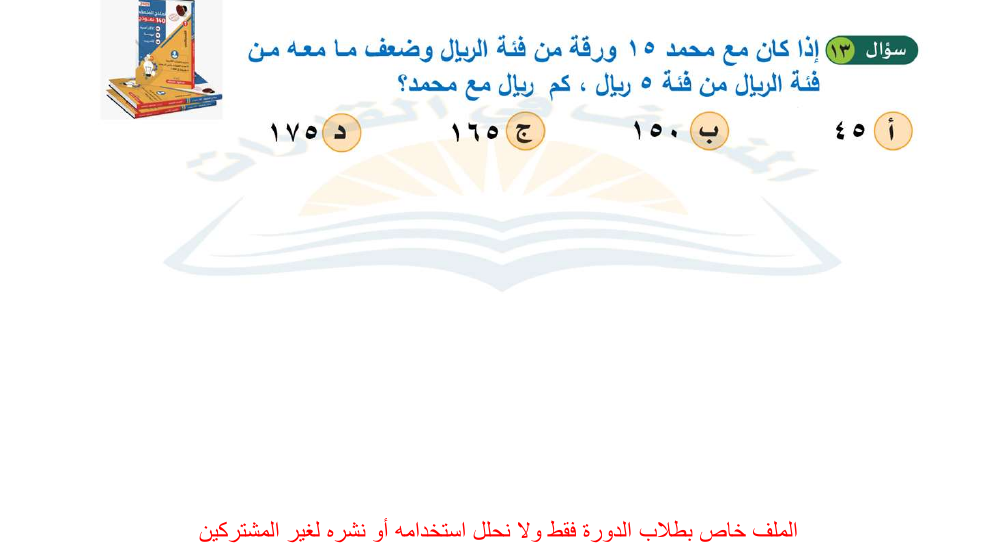 سؤال ١٣ إذا كان مع محمد ١٥ ورقة من فئة الريال وضعف ما معه من
فئة الريال من فئة ٥ ريال ، كم ريال مع محمد؟
أ ٤٥ ب ١٥٠ ج ١٦٥ د ١٧٥
الملف خاص بطلاب الدورة فقط ولا نحلل استخدامه أو نشره لغير المشتركين